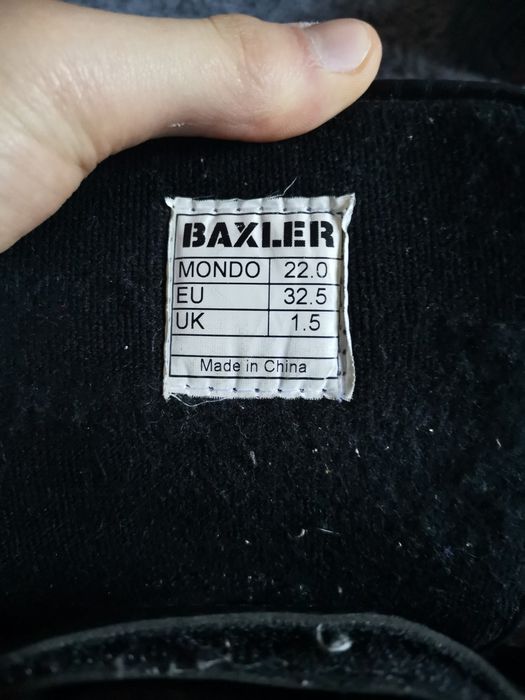 BAXLER
MONDO 22.0
EU 32.5
UK 1.5
Made in China